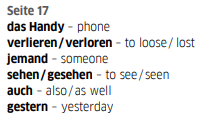 Seite 17
das Handy – phone
verlieren / verloren – to loose / lost
jemand – someone
sehen / gesehen – to see / seen
auch – also / as well
gestern – yesterday